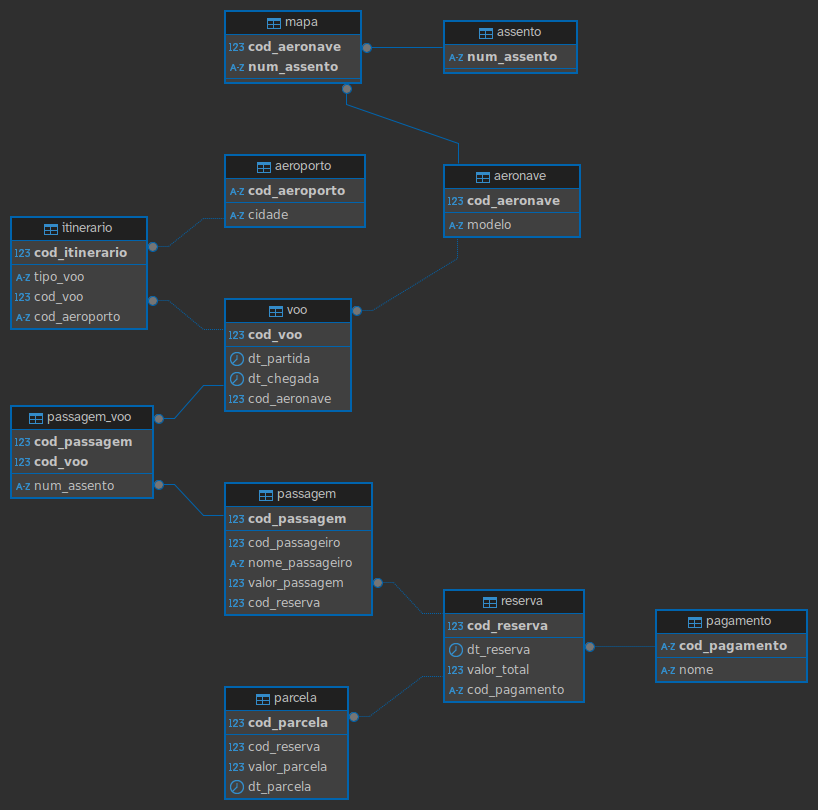 mapa
123 cod_aeronave
A-Z num_assento
assento
A-Z num_assento
aeroporto
A-Z cod_aeroporto
A-Z cidade
aeronave
123 cod_aeronave
A-Z modelo
itinerario
123 cod_itinerario
A-Z tipo_voo
123 cod_voo
A-Z cod_aeroporto
voo
123 cod_voo
dt_partida
dt_chegada
123 cod_aeronave
passagem_voo
123 cod_passagem
123 cod_voo
A-Z num_assento
passagem
123 cod_passagem
123 cod_passageiro
A-Z nome_passageiro
123 valor_passagem
123 cod_reserva
reserva
123 cod_reserva
dt_reserva
123 valor_total
A-Z cod_pagamento
pagamento
A-Z cod_pagamento
A-Z nome
parcela
123 cod_parcela
123 cod_reserva
123 valor_parcela
dt_parcela